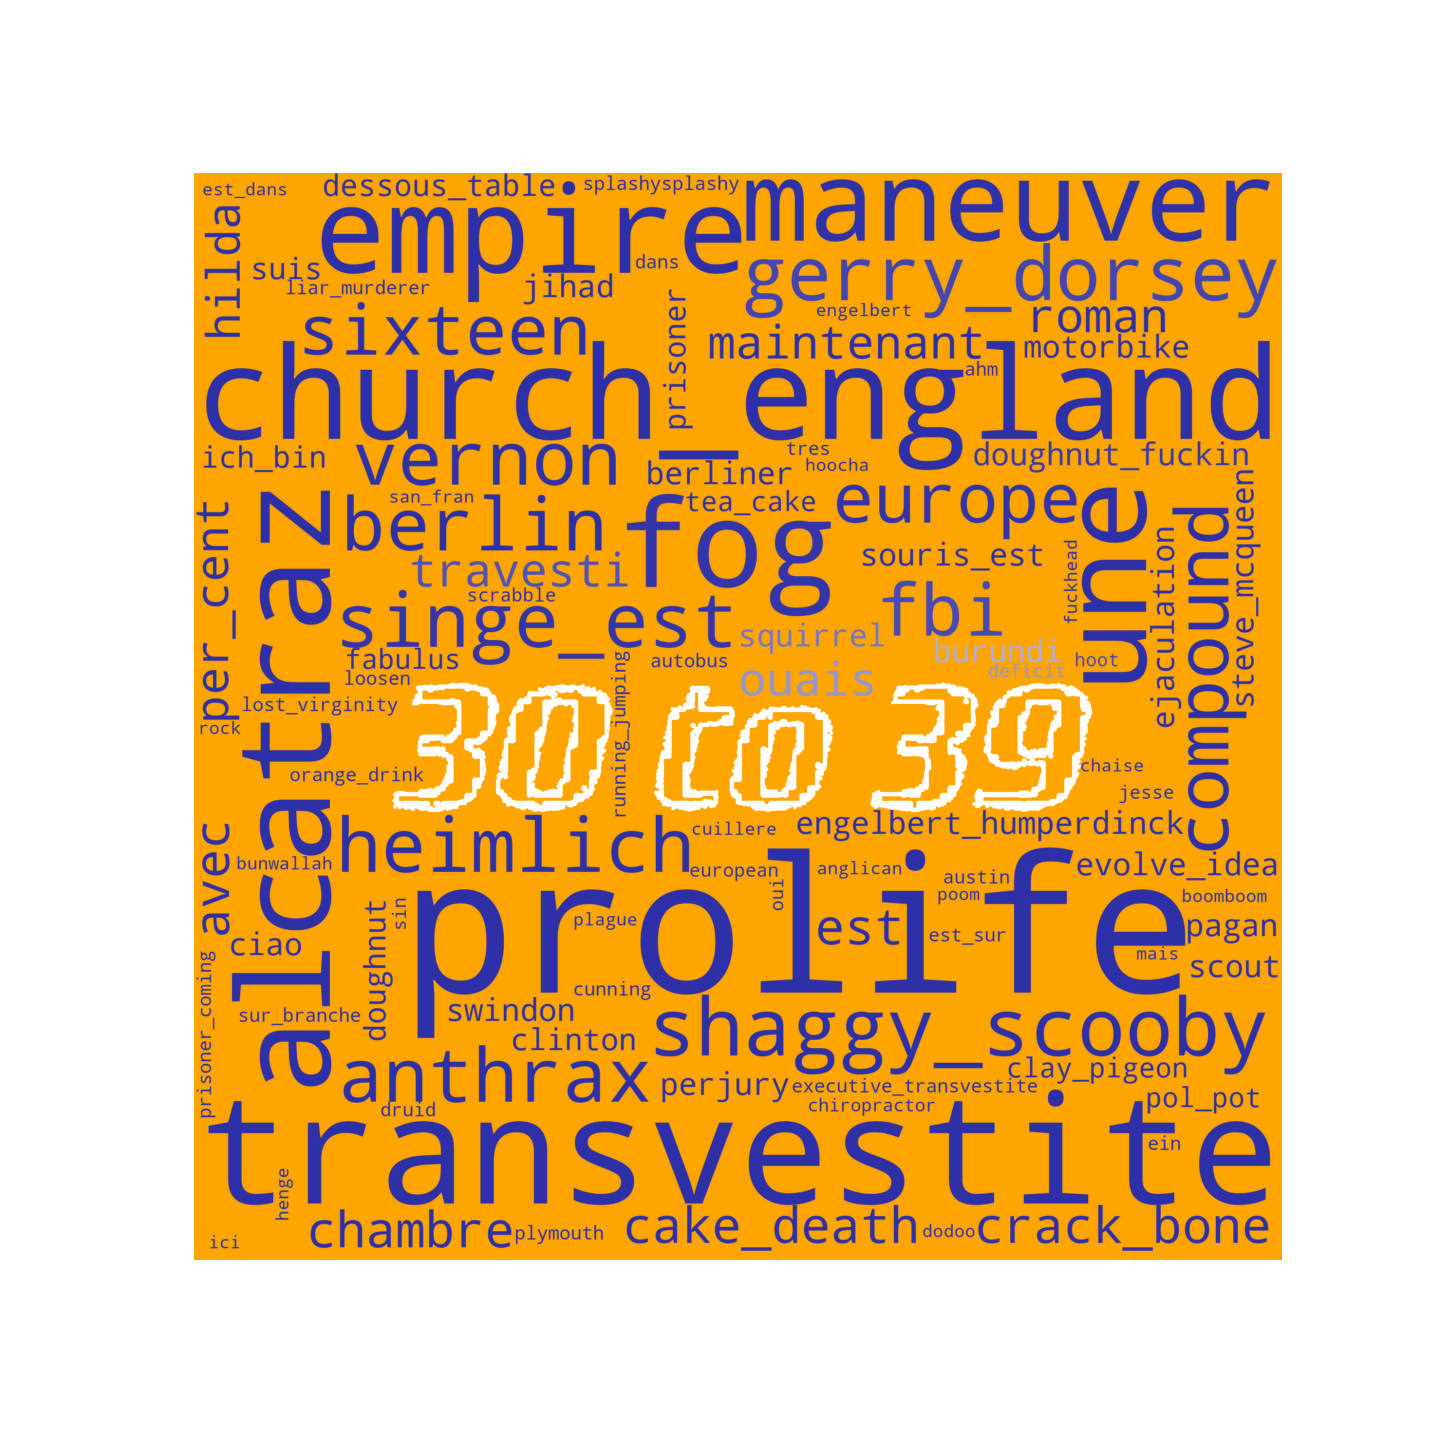 est_dans
dessous_table
splashysplashy
maneuver
hilda
empire
suis
dans
gerry_dorsey
liar_murderer
jihad
prisoner
engelbert
roman
sixteen
maintenant
motorbike
church_england
ahm
ich_bin
vernon
tres
berliner
hoocha
doughnut_fuckin
san_fran
tea_cake
europe
une
steve_mcqueen
per_cent
alcatraz
berlin
fog
compound
travesti
souris_est
fuckhead
ejaculation
scrabble
singe_est
fbi
squirrel
burundi
fabulus
autobus
hoot
loosen
ouais
deficit
lost_virginity
running_jumping
rock
30 to 39
orange_drink
chaise
jesse
avec
heimlich
cuillere
engelbert_humperdinck
bunwallah
european
oui
anglican
evolve_idea
austin
prolife
poom
boomboom
doughnut
sin
plague
est
est_sur
pagan
ciao
mais
prisoner_coming
scout
cunning
sur_branche
swindon
shaggy_scooby
clinton
anthrax
perjury
clay_pigeon
executive_transvestite
druid
chiropractor
pol_pot
transvestite
ein
henge
chambre
plymouth
cake_death
dodoo
crack_bone
ici